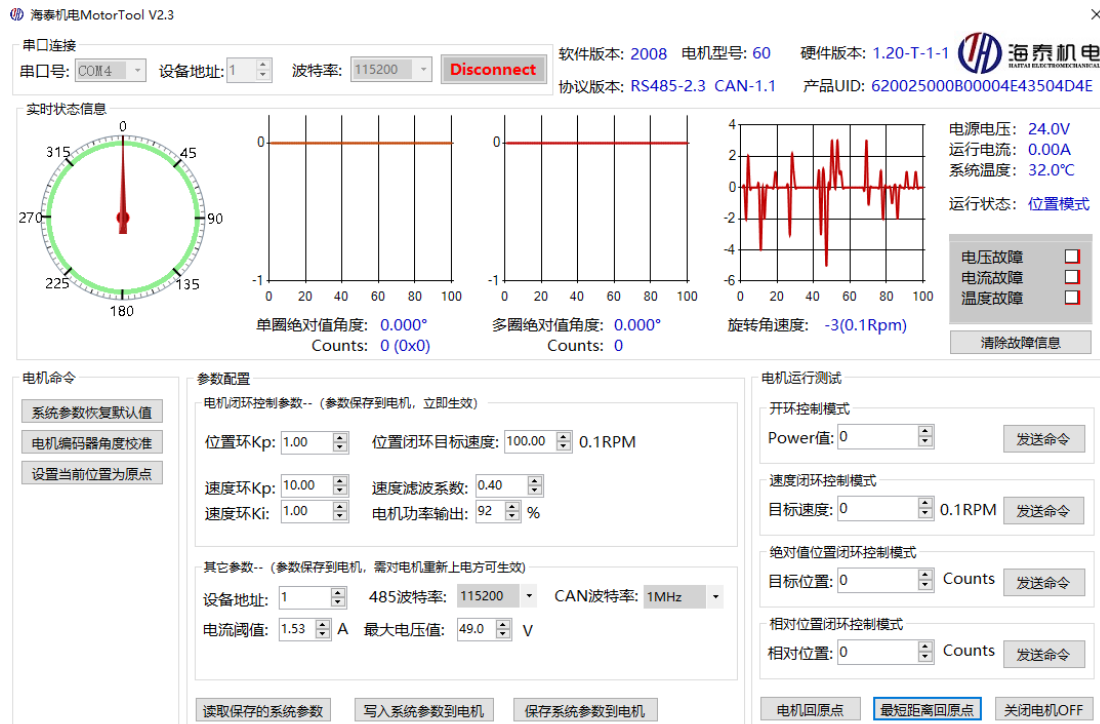 海泰机电MotorTool V2.3
串口连接
串口号: COM4 设备地址: 1 波特率: 115200 Disconnect
软件版本: 2008 电机型号: 60 硬件版本: 1.20-T-1-1
协议版本: RS485-2.3 CAN-1.1 产品UID: 620025000B00004E43504D4E
海泰机电
HAITAI ELECTROMECHANICAL
实时状态信息
0
45
90
135
180
225
270
315
0
-1
0 20 40 60 80 100
单圈绝对值角度: 0.000°
Counts: 0 (0x0)
0
-1
0 20 40 60 80 100
多圈绝对值角度: 0.000°
Counts: 0
4
2
0
-2
-4
-6
0 20 40 60 80 100
旋转角速度: -3(0.1Rpm)
电源电压: 24.0V
运行电流: 0.00A
系统温度: 32.0℃
运行状态: 位置模式
电压故障
电流故障
温度故障
清除故障信息
电机命令
系统参数恢复默认值
电机编码器角度校准
设置当前位置为原点
参数配置
电机闭环控制参数--（参数保存到电机，立即生效）
位置环Kp: 1.00 位置闭环目标速度: 100.00 0.1RPM
速度环Kp: 10.00 速度滤波系数: 0.40
速度环Ki: 1.00 电机功率输出: 92 %
其它参数--（参数保存到电机，需对电机重新上电方可生效）
设备地址: 1 485波特率: 115200 CAN波特率: 1MHz
电流阈值: 1.53 A 最大电压值: 49.0 V
读取保存的系统参数 写入系统参数到电机 保存系统参数到电机
电机运行测试
开环控制模式
Power值: 0 发送命令
速度闭环控制模式
目标速度: 0 0.1RPM 发送命令
绝对值位置闭环控制模式
目标位置: 0 Counts 发送命令
相对位置闭环控制模式
相对位置: 0 Counts 发送命令
电机回原点 最短距离回原点 关闭电机OFF